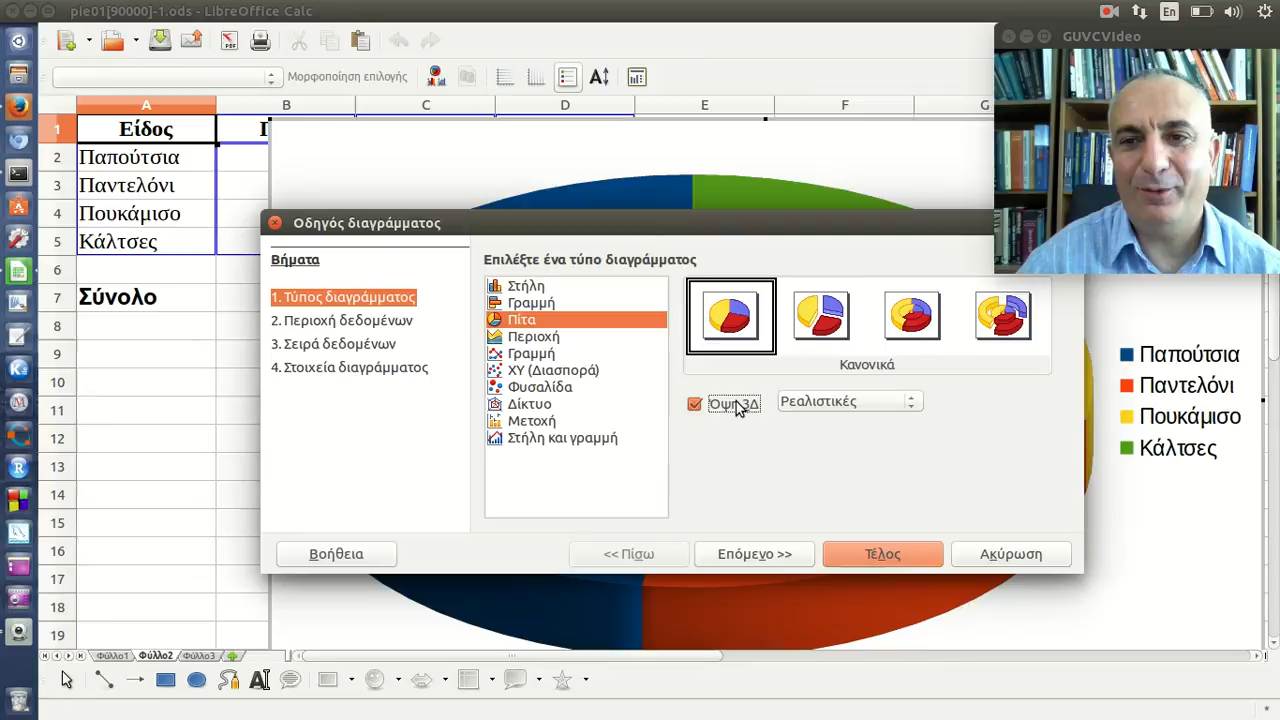 pie01[90000]-1.ods - LibreOffice Calc
En
GUVCVIdeo
Μορφοποίηση επιλογής
A B C D E F G
1 Είδος
2 Παπούτσια
3 Παντελόνι
4 Πουκάμισο
5 Κάλτσες
6
7 Σύνολο
8
9
10
11
12
13
14
15
16
17
18
19
Οδηγός διαγράμματος
Βήματα
1. Τύπος διαγράμματος
2. Περιοχή δεδομένων
3. Σειρά δεδομένων
4. Στοιχεία διαγράμματος
Επιλέξτε ένα τύπο διαγράμματος
Στήλη
Γραμμή
Πίτα
Περιοχή
Γραμμή
XY (Διασπορά)
Φυσαλίδα
Δίκτυο
Μετοχή
Στήλη και γραμμή
Κανονικά
Όψη 3Δ Ρεαλιστικές
Βοήθεια << Πίσω Επόμενο >> Τέλος Ακύρωση
Παπούτσια
Παντελόνι
Πουκάμισο
Κάλτσες
Φύλλο1 Φύλλο2 Φύλλο3